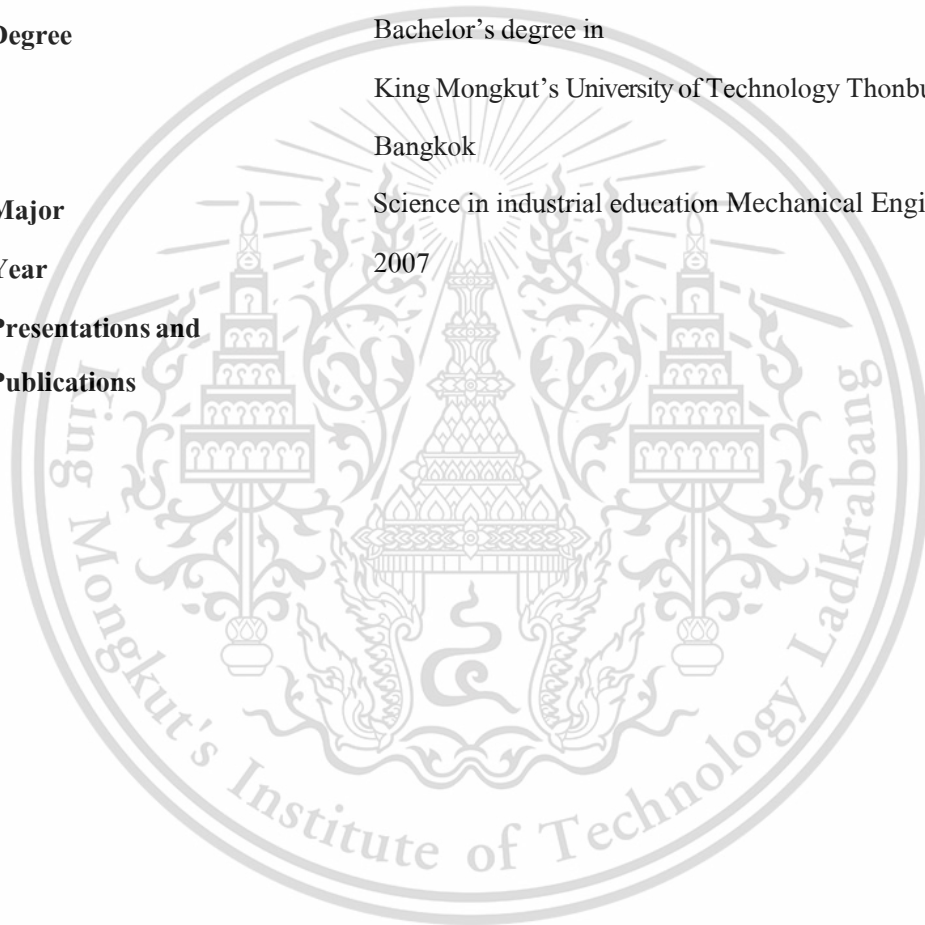 Degree Bachelor’s degree in
King Mongkut’s University of Technology Thonbu
Bangkok
Major Science in industrial education Mechanical Engi
Year 2007
Presentations and
Publications
King Mongkut's Institute of Technology Ladkrabang